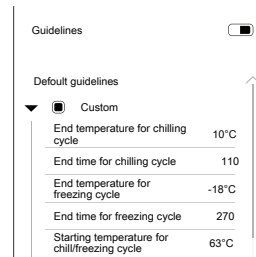 Guidelines
Default guidelines
Custom
End temperature for chilling
cycle
10°C
End time for chilling cycle
110
End temperature for
freezing cycle
-18°C
End time for freezing cycle
270
Starting temperature for
chill/freezing cycle
63°C